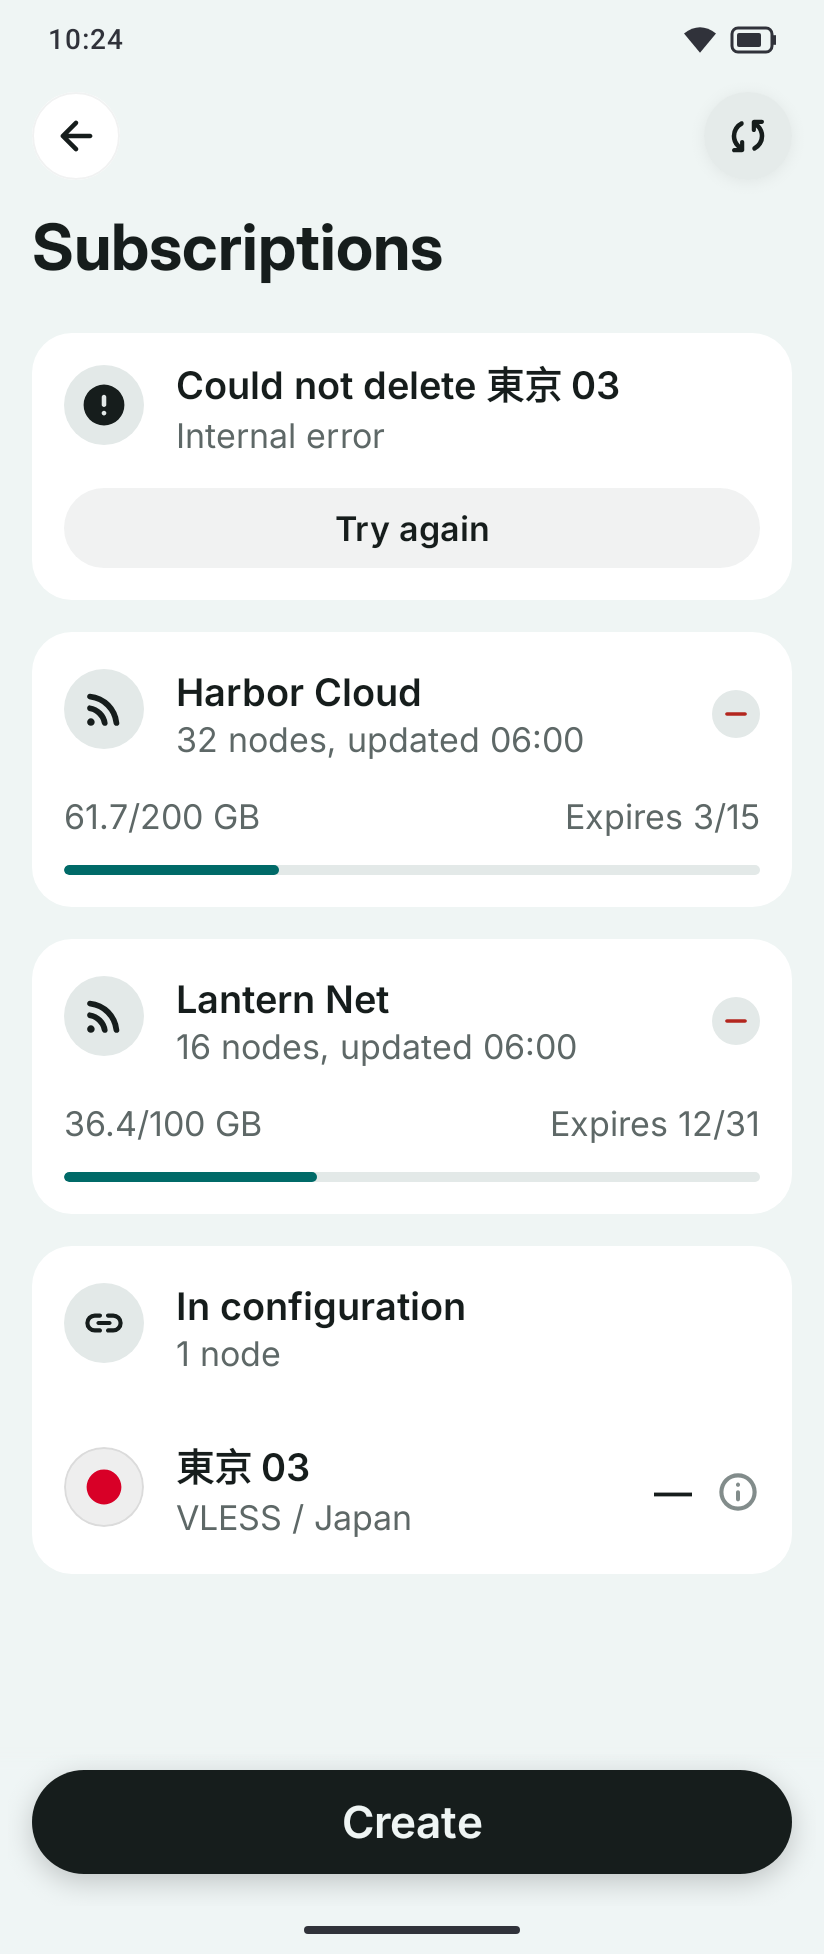 10:24
Subscriptions
Could not delete 東京 03
Internal error
Try again
Harbor Cloud
32 nodes, updated 06:00
61.7/200 GB
Expires 3/15
Lantern Net
16 nodes, updated 06:00
36.4/100 GB
Expires 12/31
In configuration
1 node
東京 03
VLESS / Japan
—
Create